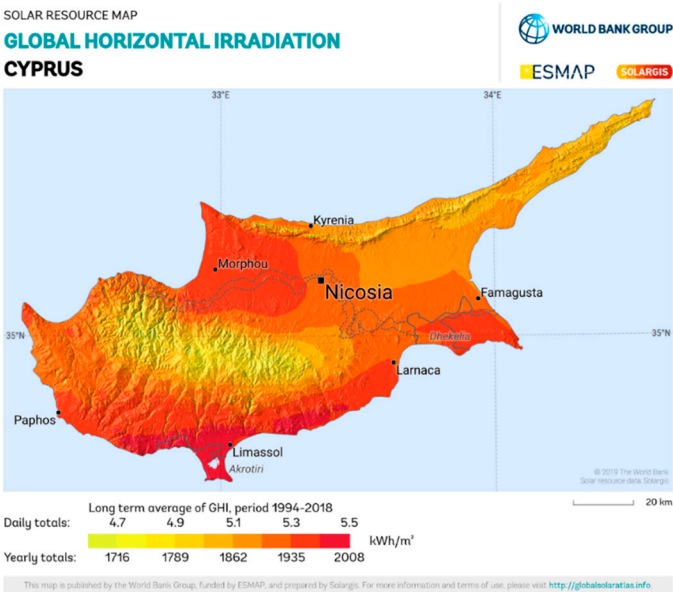 SOLAR RESOURCE MAP
GLOBAL HORIZONTAL IRRADIATION
CYPRUS
WORLD BANK GROUP
ESMAP
SOLARGIS
33°E
34°E
Kyrenia
Morphou
Nicosia
Famagusta
35°N
35°N
Dhekelia
Larnaca
Paphos
Limassol
Akrotiri
© 2019 The World Bank
Solar resource data: Solargis
20 km
Long term average of GHI, period 1994-2018
Daily totals: 4.7 4.9 5.1 5.3 5.5
kWh/m²
Yearly totals: 1716 1789 1862 1935 2008
This map is published by the World Bank Group, funded by ESMAP, and prepared by Solargis. For more information and terms of use, please visit http://globalsolaratlas.info.